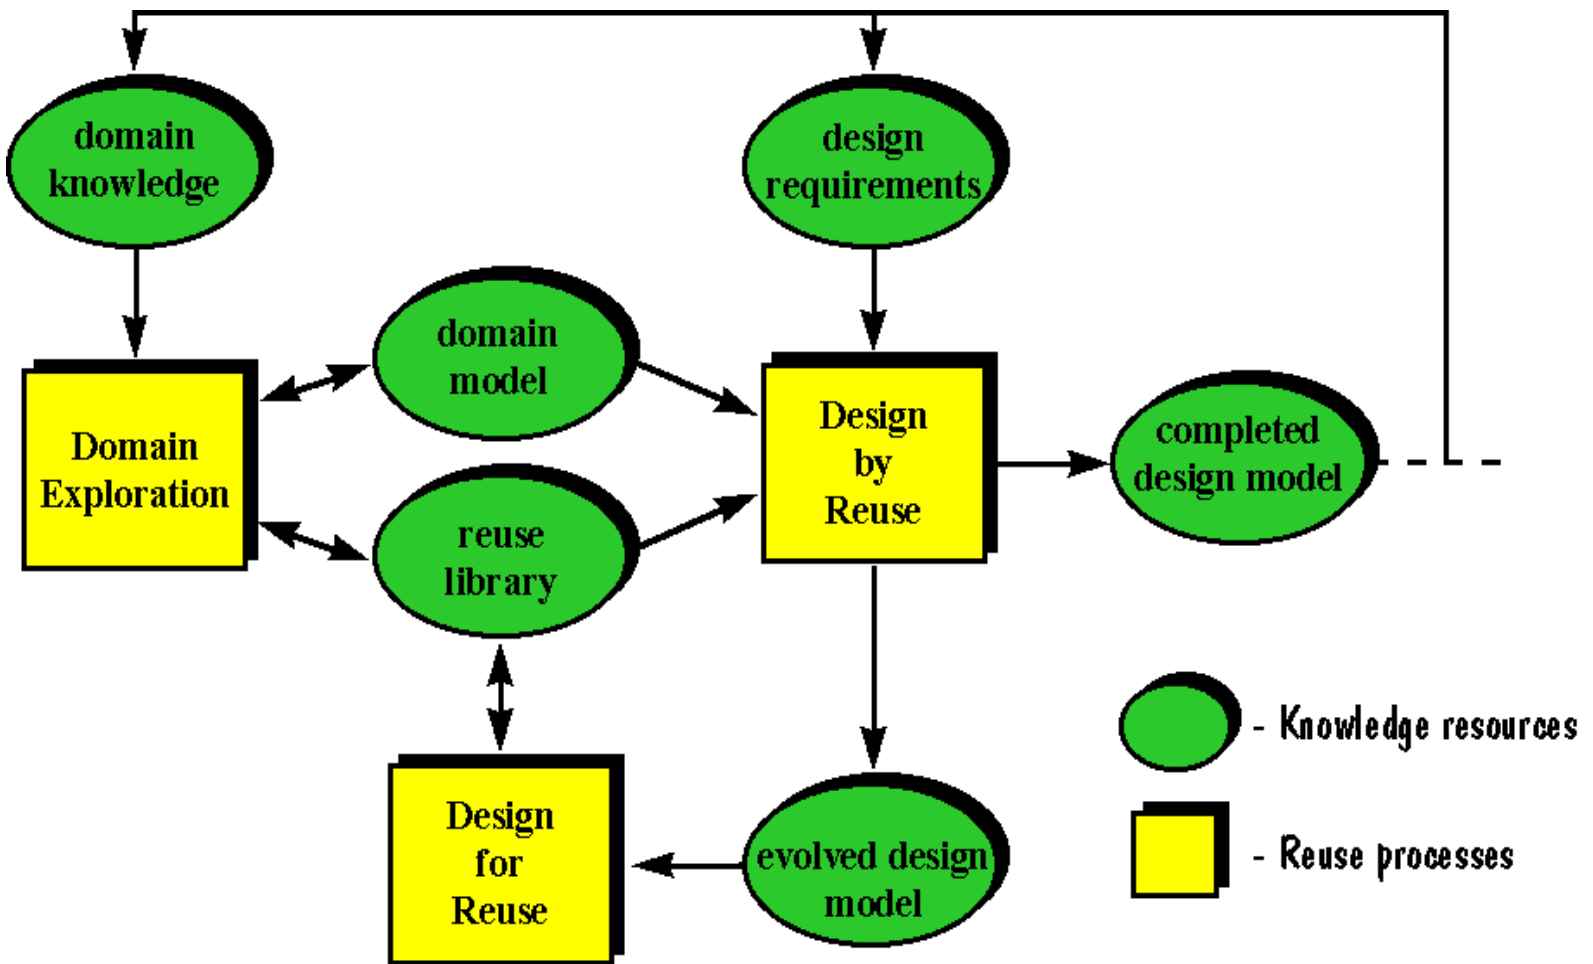 domain
knowledge
design
requirements
domain
model
Domain
Exploration
reuse
library
Design
by
Reuse
completed
design model
Design
for
Reuse
evolved design
model
- Knowledge resources
- Reuse processes